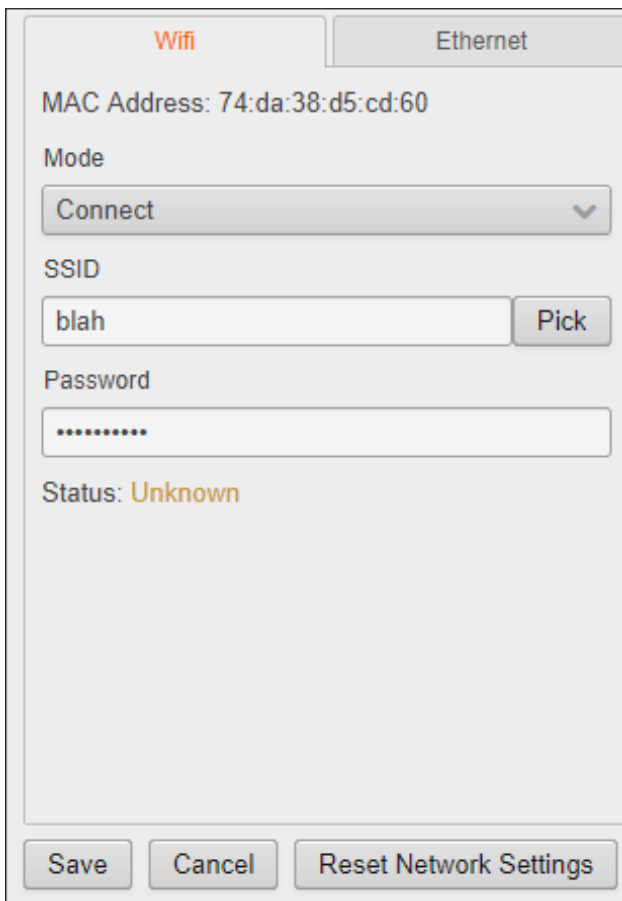 Wifi Ethernet
MAC Address: 74:da:38:d5:cd:60
Mode
Connect
SSID
blah Pick
Password
••••••••••
Status: Unknown
Save Cancel Reset Network Settings